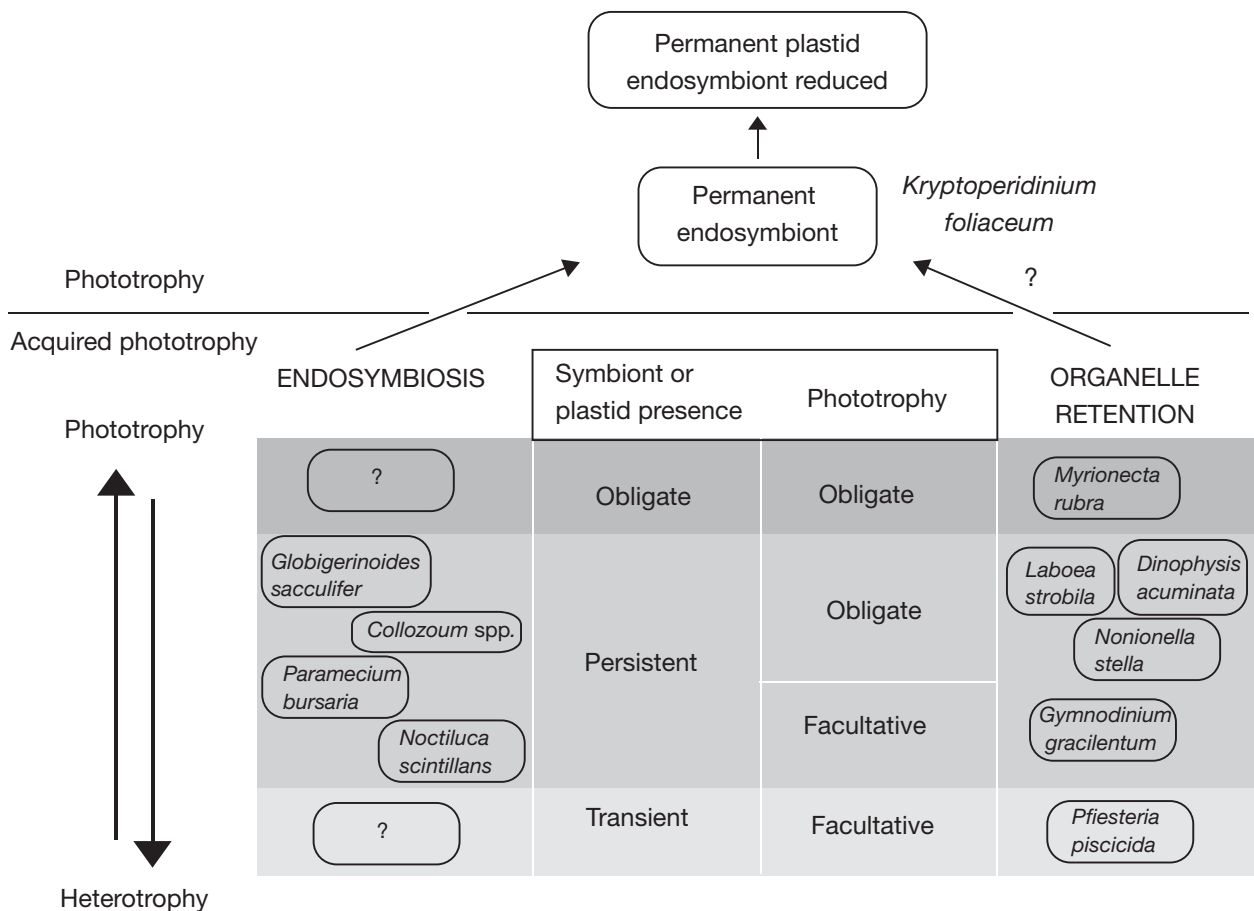 Permanent plastid
endosymbiont reduced
Permanent
endosymbiont
Kryptoperidinium
foliaceum
?
Phototrophy
Acquired phototrophy
ENDOSYMBIOSIS
Symbiont or
plastid presence
Phototrophy
ORGANELLE
RETENTION
Phototrophy
?
Obligate
Obligate
Myrionecta
rubra
Globigerinoides
sacculifer
Collozoum spp.
Paramecium
bursaria
Noctiluca
scintillans
Persistent
Obligate
Facultative
Laboea
strobila
Dinophysis
acuminata
Nonionella
stella
Gymnodinium
gracilentum
?
Transient
Facultative
Pfiesteria
piscicida
Heterotrophy